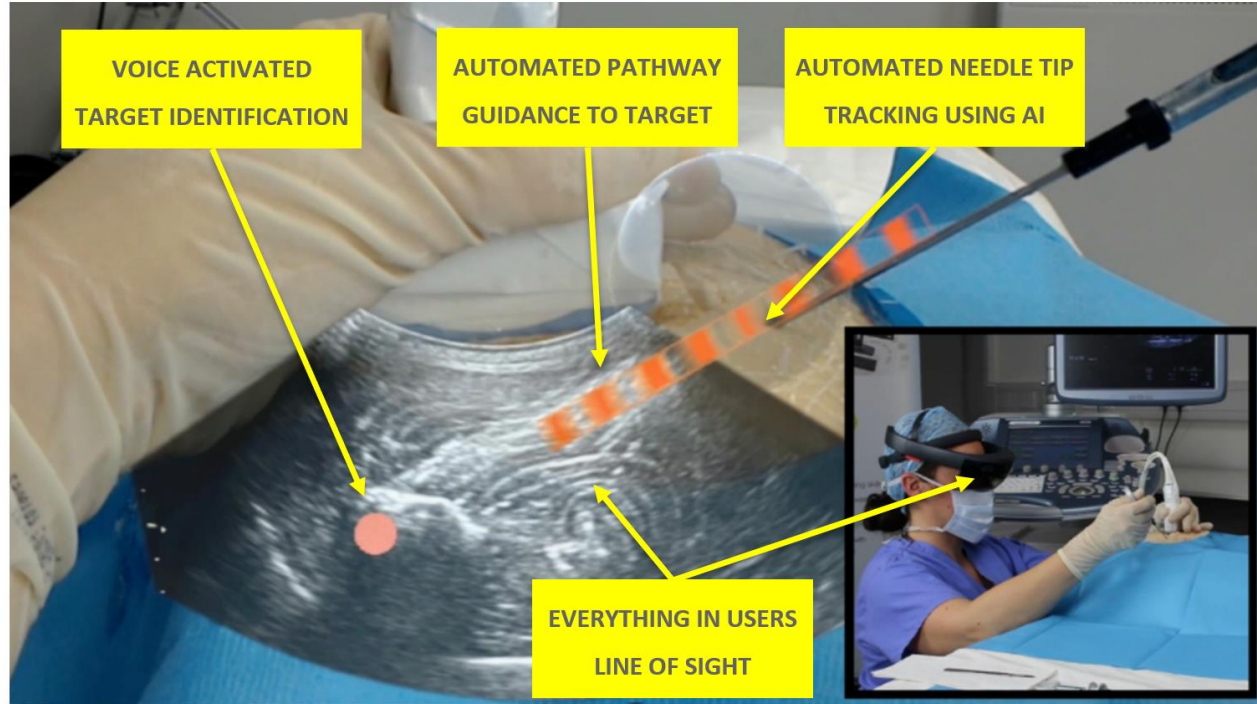 VOICE ACTIVATED
TARGET IDENTIFICATION
AUTOMATED PATHWAY
GUIDANCE TO TARGET
AUTOMATED NEEDLE TIP
TRACKING USING AI
EVERYTHING IN USERS
LINE OF SIGHT